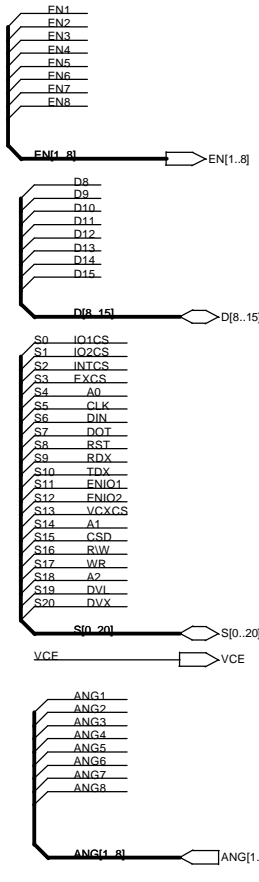 EN1
EN2
EN3
EN4
EN5
EN6
EN7
EN8
EN[1..8] EN[1..8]
D8
D9
D10
D11
D12
D13
D14
D15
D[8..15] D[8..15]
S0 IO1CS
S1 IO2CS
S2 INTCS
S3 EXCS
S4 A0
S5 CLK
S6 DIN
S7 DOT
S8 RST
S9 RDX
S10 TDX
S11 ENIO1
S12 ENIO2
S13 VCXCS
S14 A1
S15 CSD
S16 R\W
S17 WR
S18 A2
S19 DVL
S20 DVX
S[0..20] S[0..20]
VCE VCE
ANG1
ANG2
ANG3
ANG4
ANG5
ANG6
ANG7
ANG8
ANG[1..8] ANG[1..